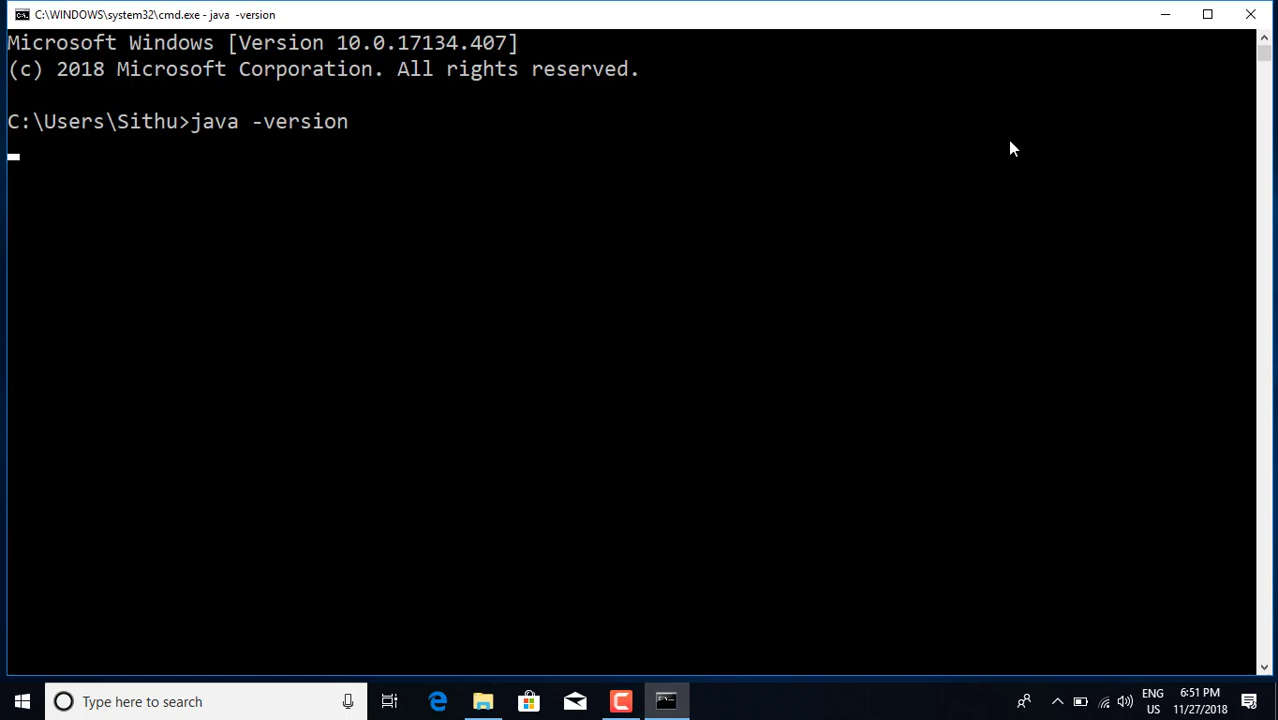 C:\WINDOWS\system32\cmd.exe - java  -version
Microsoft Windows [Version 10.0.17134.407]
(c) 2018 Microsoft Corporation. All rights reserved.
C:\Users\Sithu>java -version
Type here to search
ENG
US
6:51 PM
11/27/2018